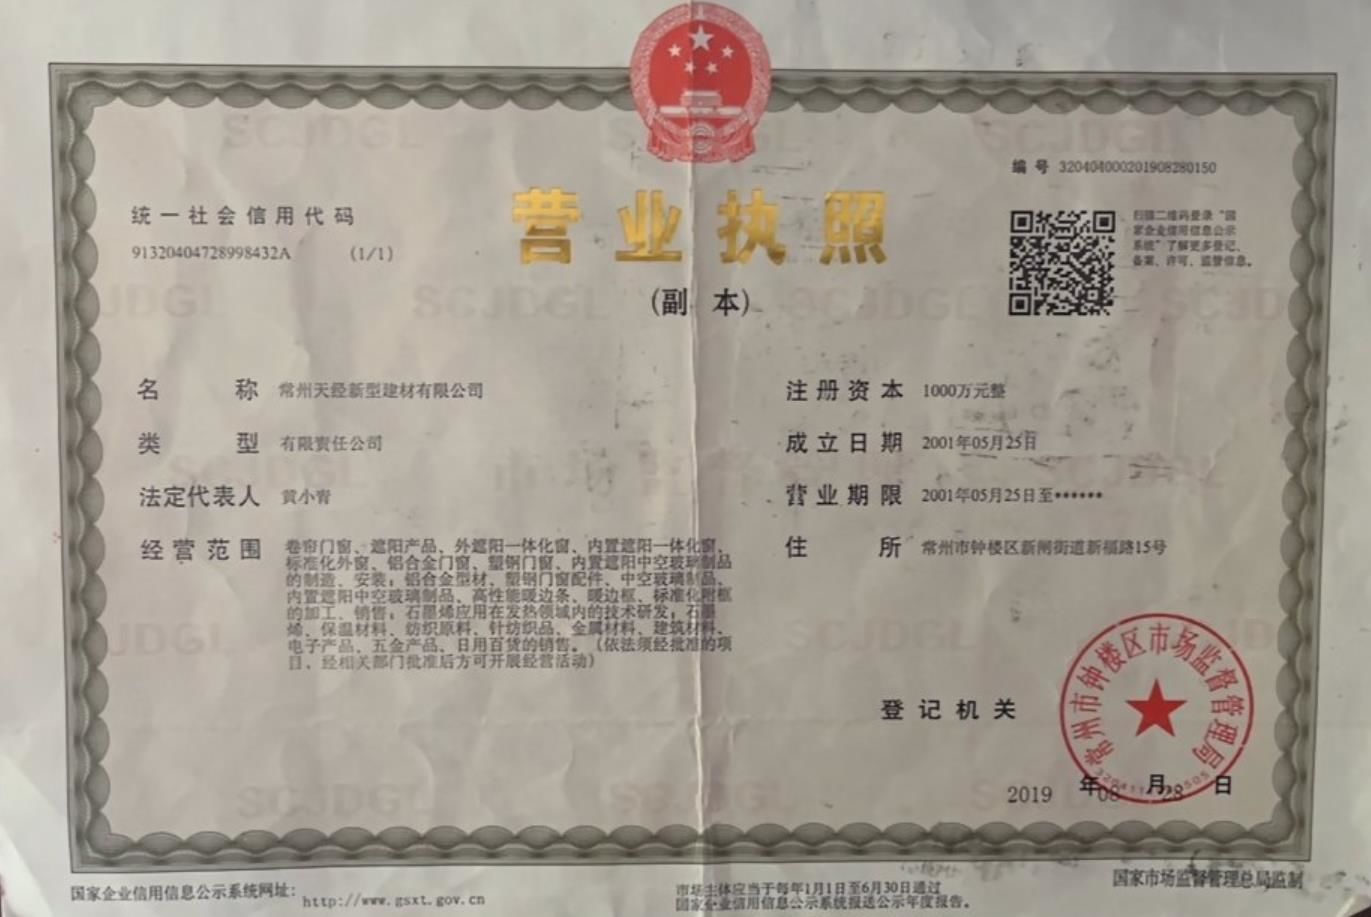 编号 320404000201908280150
营业执照
(副本)
统一社会信用代码
91320404728998432A (1/1)
扫描二维码登录“国
家企业信用信息公示
系统”了解更多登记、
备案、许可、监管信息。
名称 常州天经新型建材有限公司
类型 有限责任公司
法定代表人 黄小青
经营范围 卷帘门窗、遮阳产品、外遮阳一体化窗、内置遮阳一体化窗、
标准化外窗、铝合金门窗、塑钢门窗、内置遮阳中空玻璃制品
的制造、安装；铝合金型材、塑钢门窗配件、中空玻璃制品、
内置遮阳中空玻璃制品、高性能暖边条、暖边框、标准化附框
的加工、销售；石墨烯应用在发热领域内的技术研发；石墨
烯、保温材料、纺织原料、针纺织品、金属材料、建筑材料、
电子产品、五金产品、日用百货的销售。（依法须经批准的项
目，经相关部门批准后方可开展经营活动）
注册资本 1000万元整
成立日期 2001年05月25日
营业期限 2001年05月25日至******
住所 常州市钟楼区新闸街道新福路15号
登记机关
常州市钟楼区市场监督管理局
2019年08月28日
国家企业信用信息公示系统网址：http://www.gsxt.gov.cn
市场主体应当于每年1月1日至6月30日通过
国家企业信用信息公示系统报送公示年度报告。
国家市场监督管理总局监制